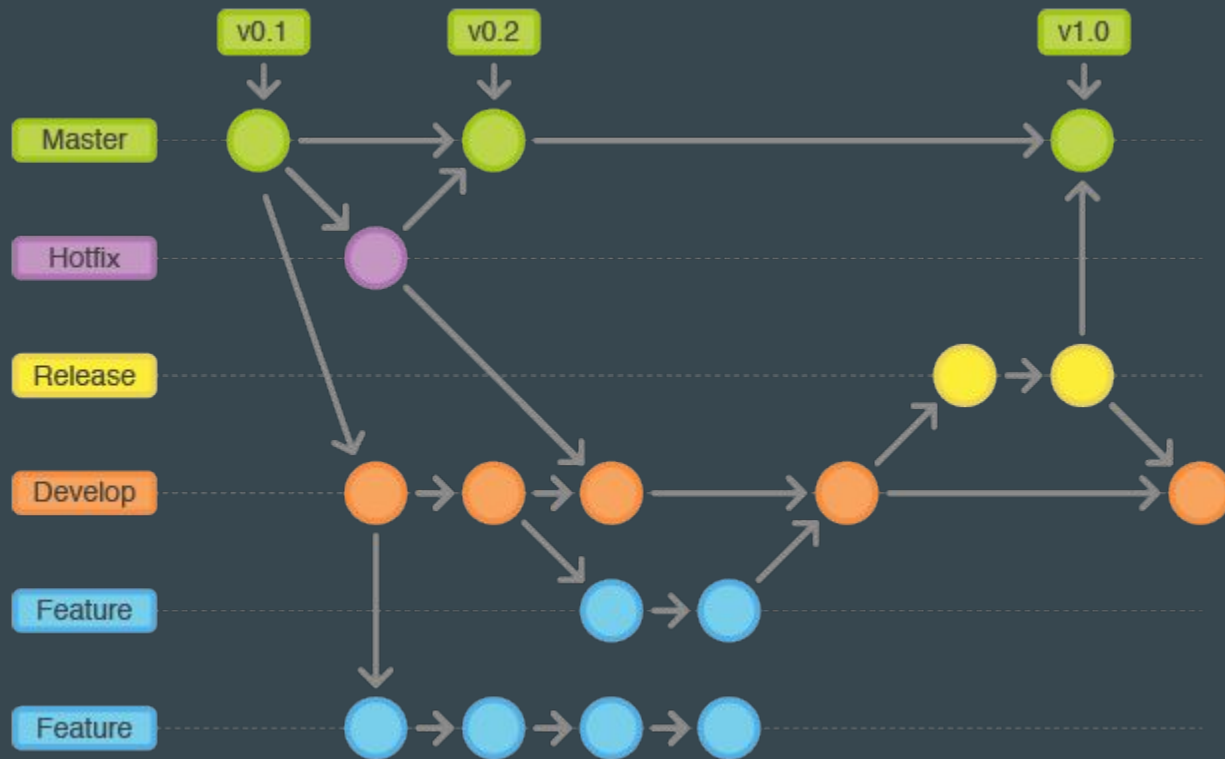 v0.1
v0.2
v1.0
Master
Hotfix
Release
Develop
Feature
Feature